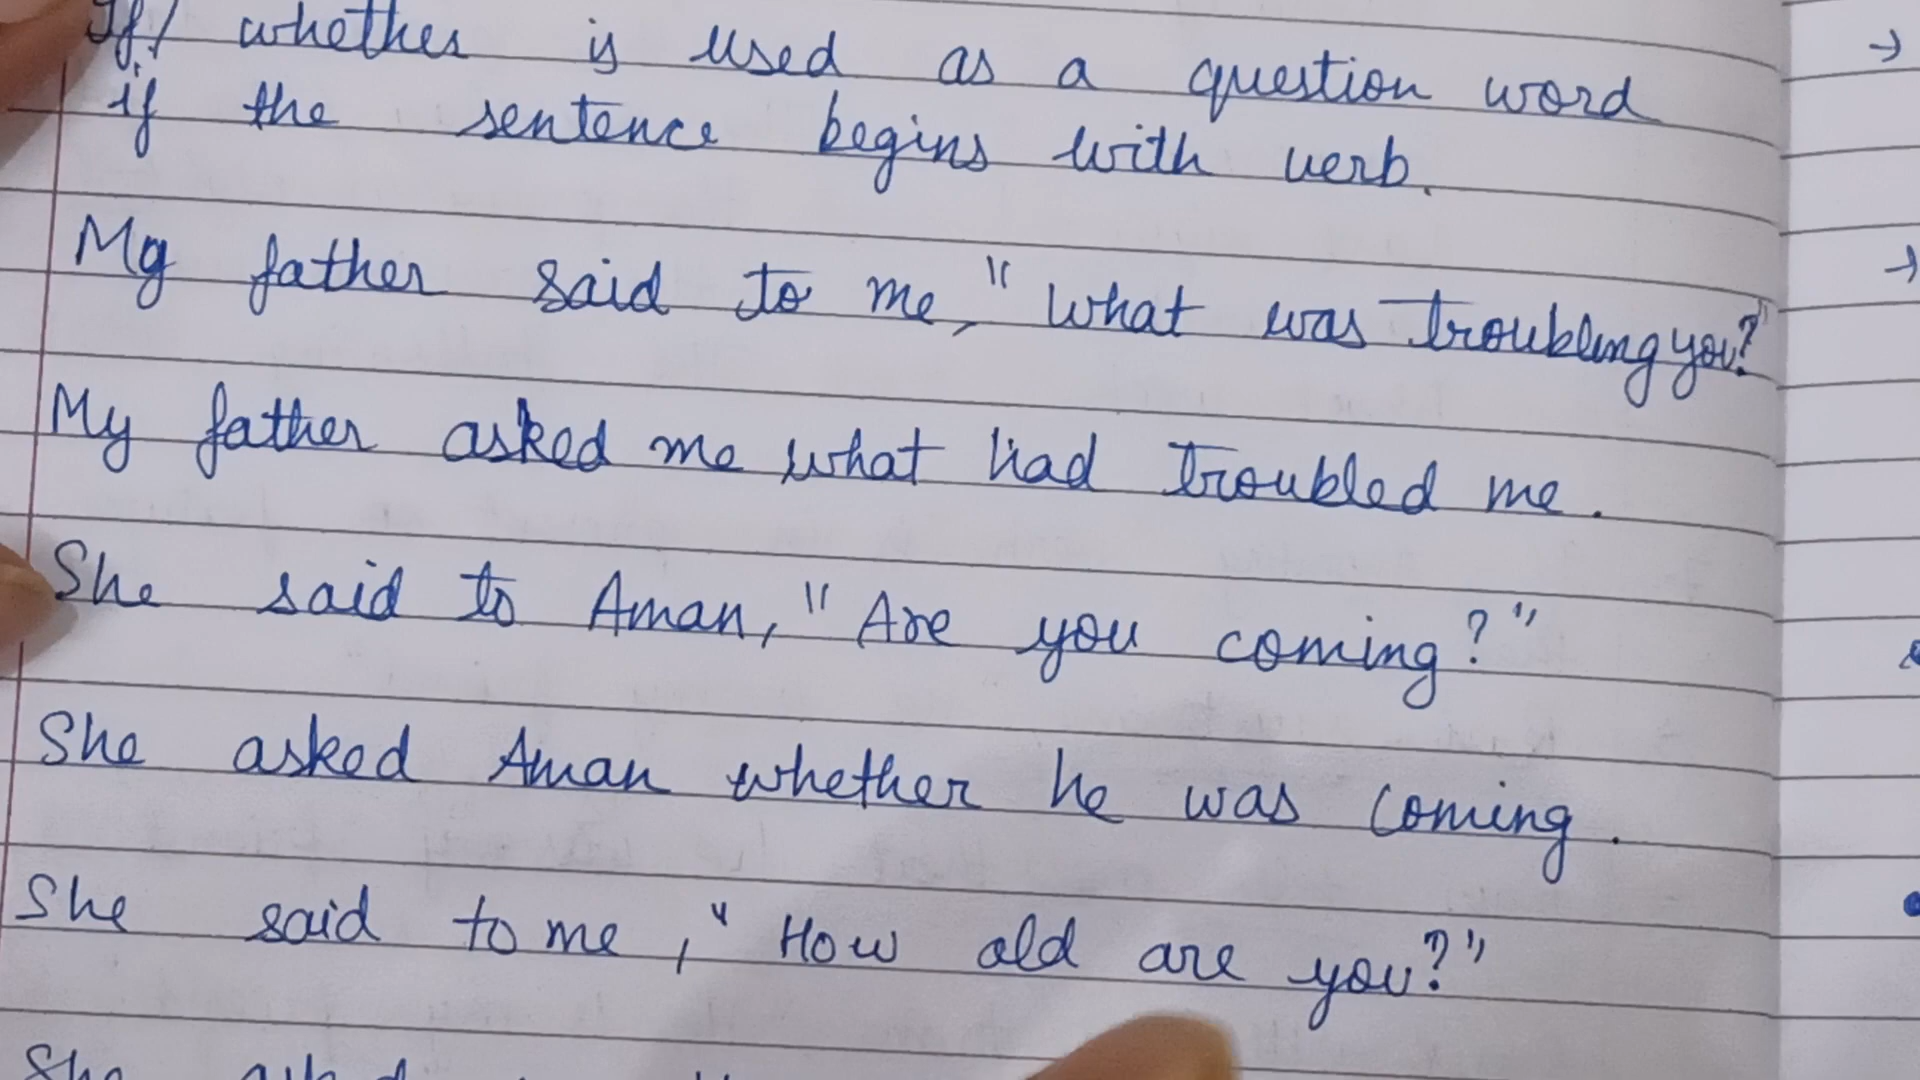 If/ whether is used as a question word
if the sentence begins with verb.
My father said to me, "What was troubling you?"
My father asked me what had troubled me.
She said to Aman, "Are you coming?"
She asked Aman whether he was coming.
She said to me, "How old are you?"
She asked